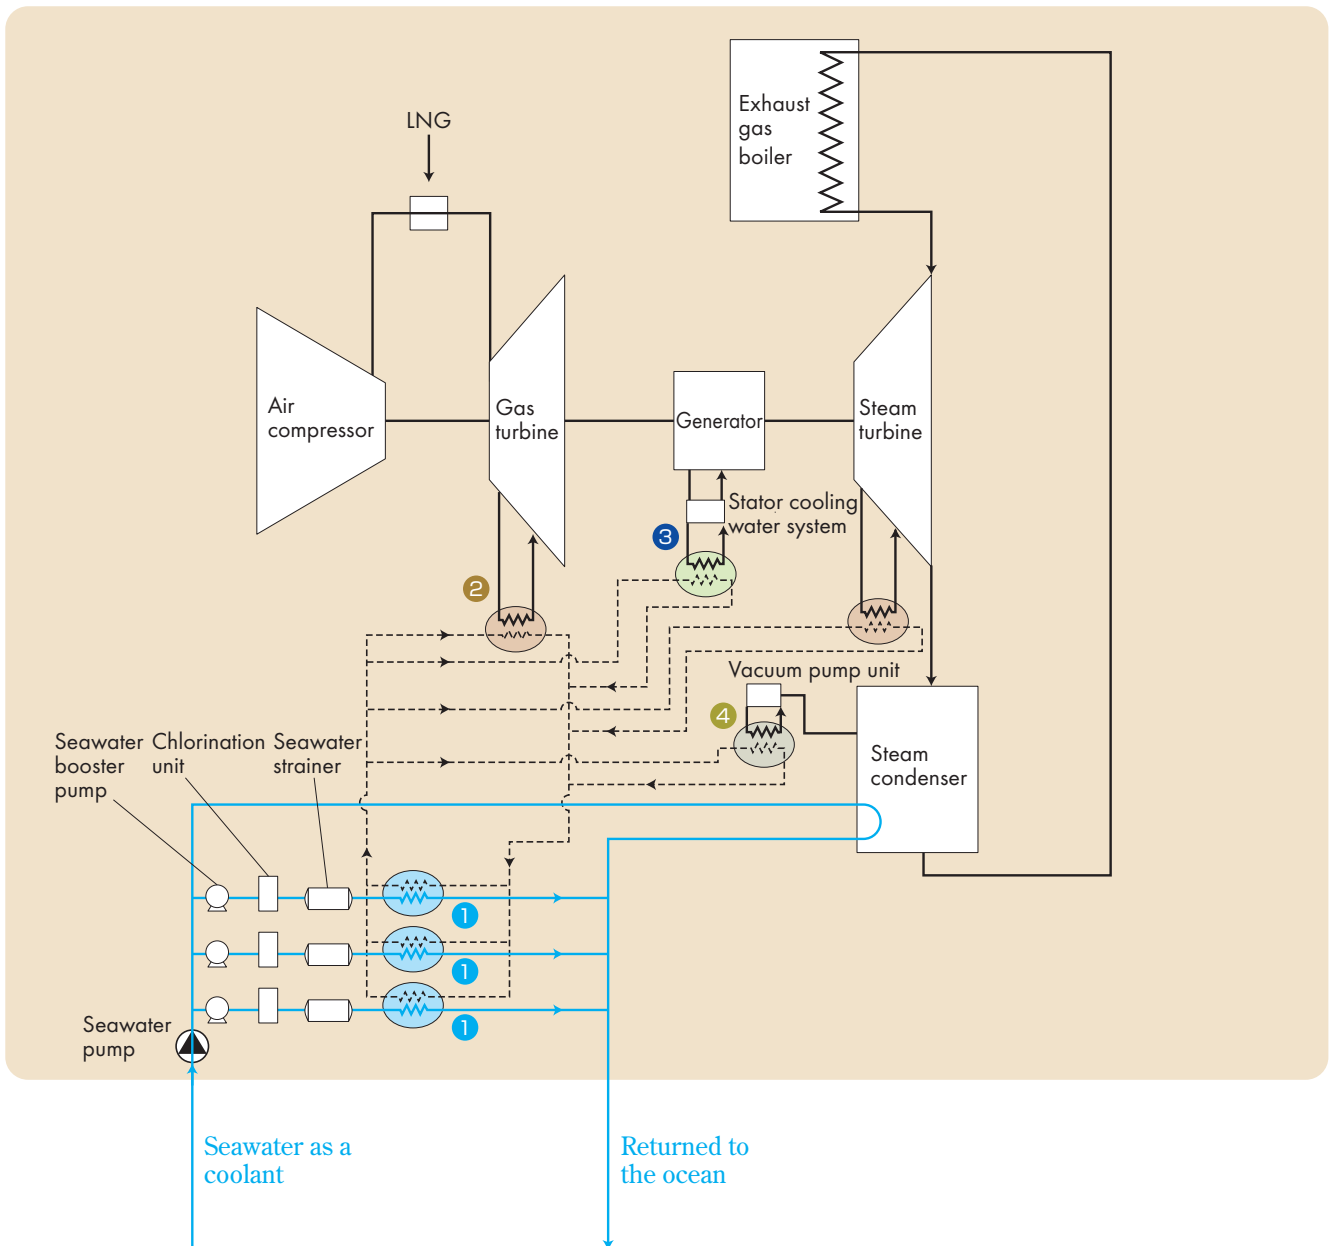 LNG
Exhaust
gas
boiler
Air
compressor
Gas
turbine
Generator
Steam
turbine
Stator cooling
water system
3
2
Vacuum pump unit
4
Steam
condenser
Seawater
booster
pump
Chlorination
unit
Seawater
strainer
1
1
1
Seawater
pump
Seawater as a
coolant
Returned to
the ocean